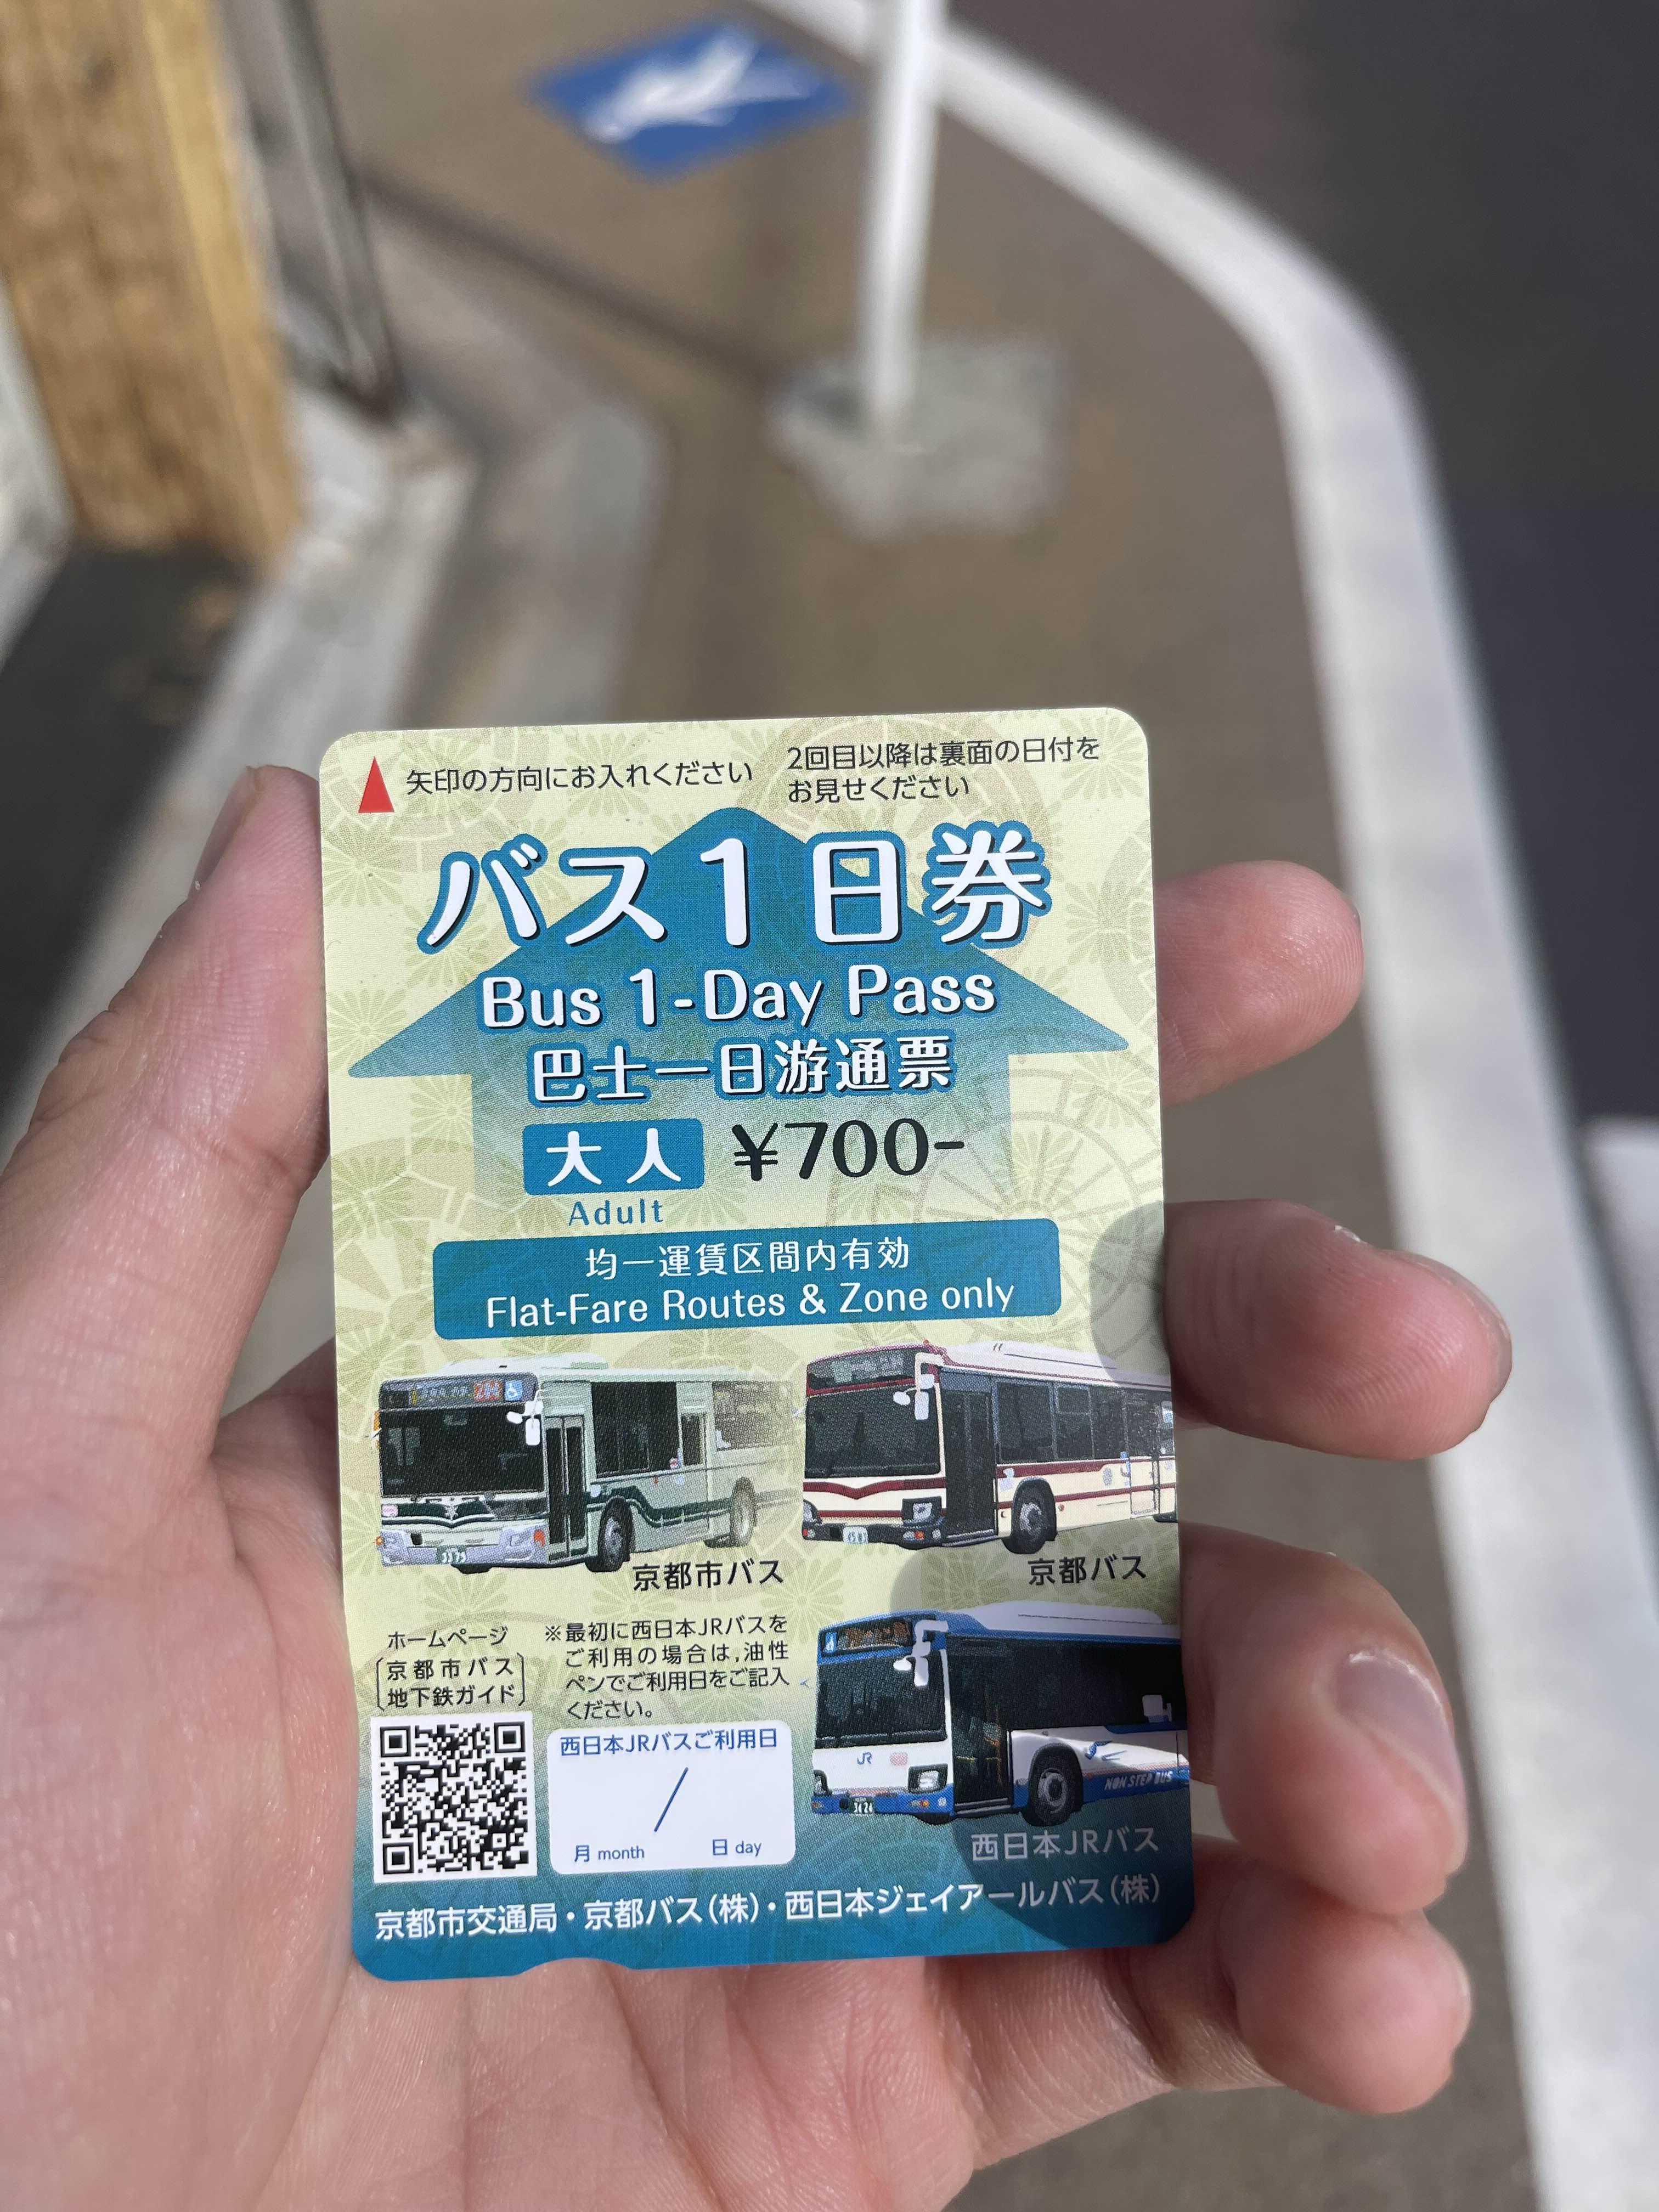 矢印の方向にお入れください
2回目以降は裏面の日付を
お見せください
バス1日券
Bus 1-Day Pass
巴士一日游通票
大人 ¥700-
Adult
均一運賃区間内有効
Flat-Fare Routes & Zone only
京都市バス
京都バス
ホームページ
京都市バス
地下鉄ガイド
※最初に西日本JRバスを
ご利用の場合は,油性
ペンでご利用日をご記入
ください。
西日本JRバスご利用日
/
月 month 日 day
JR
NON STEP BUS
西日本JRバス
京都市交通局・京都バス(株)・西日本ジェイアールバス(株)